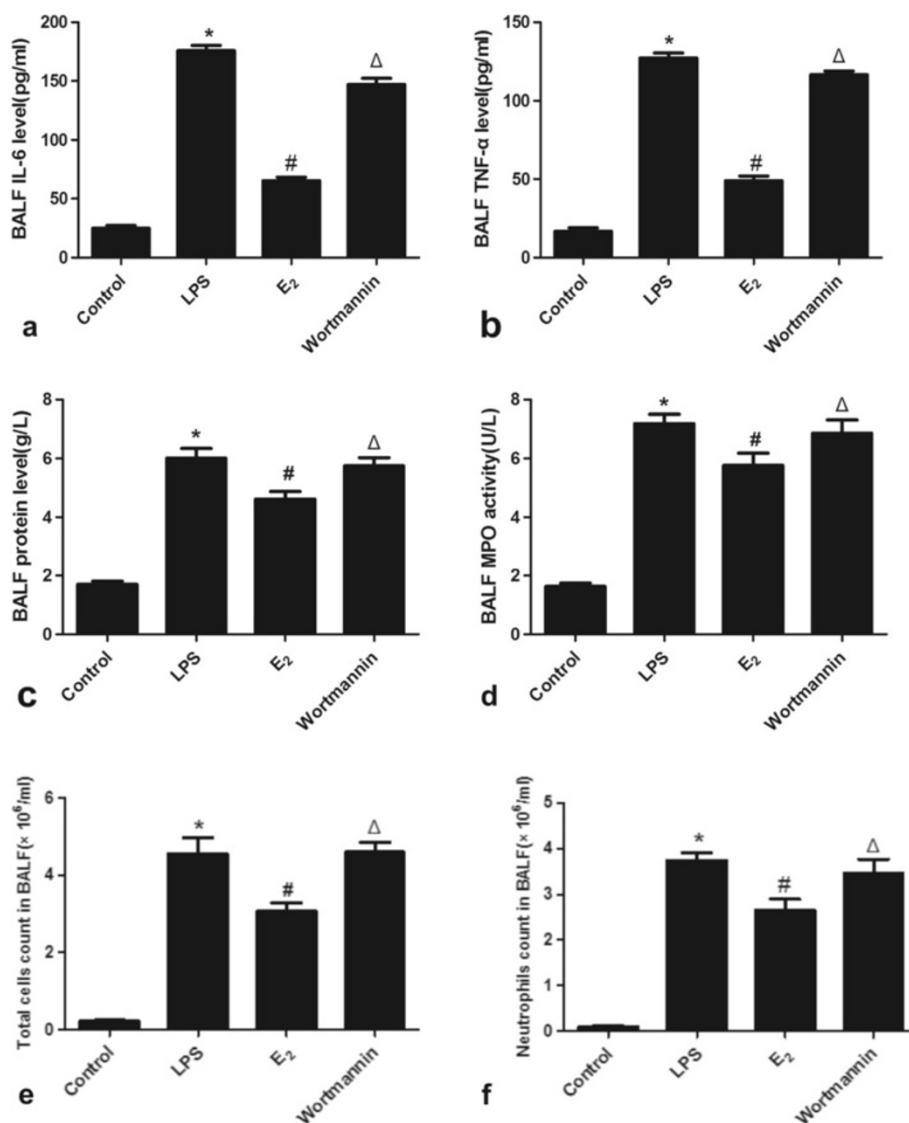 BALF IL-6 level(pg/ml)
200
150
100
50
0
*
#
Δ
Control
LPS
E₂
Wortmannin
a
BALF TNF-α level(pg/ml)
150
100
50
0
*
#
Δ
Control
LPS
E₂
Wortmannin
b
BALF protein level(g/L)
8
6
4
2
0
*
#
Δ
Control
LPS
E₂
Wortmannin
c
BALF MPO activity(U/L)
8
6
4
2
0
*
#
Δ
Control
LPS
E₂
Wortmannin
d
Total cells count in BALF(× 10⁶/ml)
6
4
2
0
*
#
Δ
Control
LPS
E₂
Wortmannin
e
Neutrophils count in BALF(× 10⁶/ml)
5
4
3
2
1
0
*
#
Δ
Control
LPS
E₂
Wortmannin
f